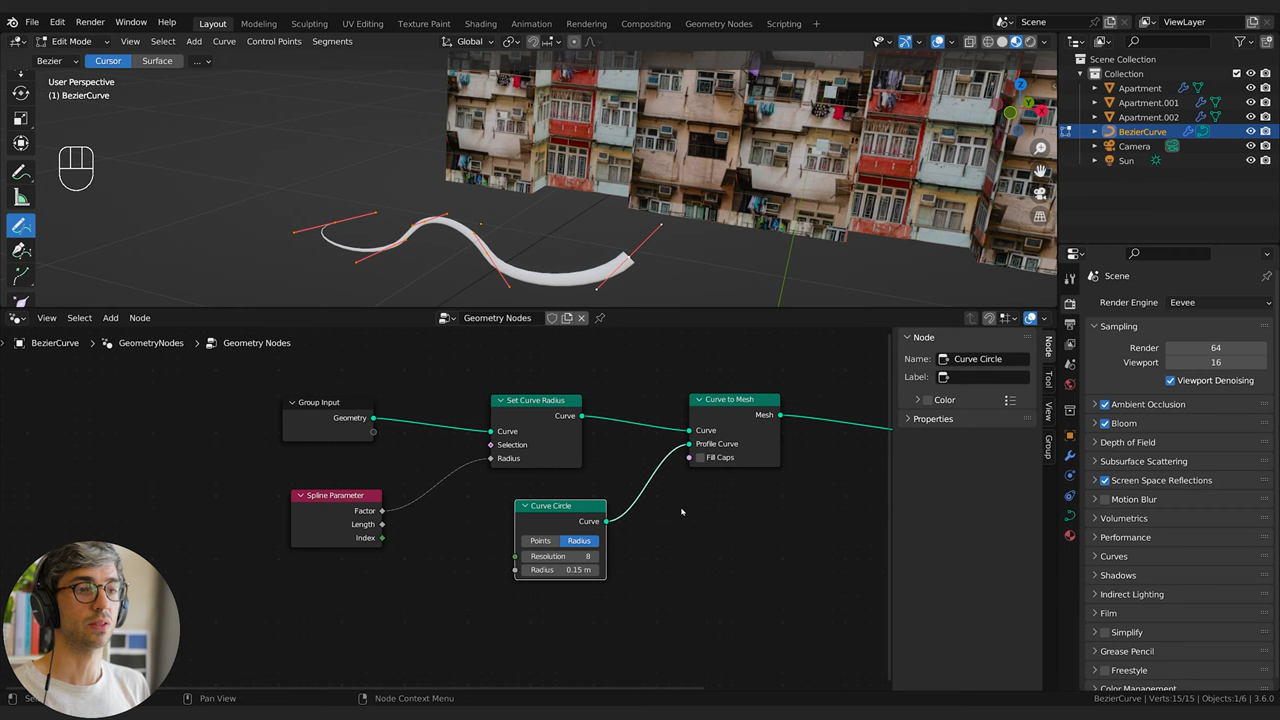 File Edit Render Window Help Layout Modeling Sculpting UV Editing Texture Paint Shading Animation Rendering Compositing Geometry Nodes Scripting + Scene ViewLayer
Edit Mode View Select Add Curve Control Points Segments Global
Bezier Cursor Surface ...
User Perspective
(1) BezierCurve
Z
Y
X
Scene Collection
Collection
Apartment
Apartment.001
Apartment.002
BezierCurve
Camera
Sun
View Select Add Node Geometry Nodes
BezierCurve GeometryNodes Geometry Nodes
Group Input
Geometry
Spline Parameter
Factor
Length
Index
Set Curve Radius
Curve
Curve
Selection
Radius
Curve Circle
Curve
Points Radius
Resolution 8
Radius 0.15 m
Curve to Mesh
Mesh
Curve
Profile Curve
Fill Caps
Node
Name: Curve Circle
Label:
Color
Properties
Node
Tool
View
Group
Scene
Render Engine Eevee
Sampling
Render 64
Viewport 16
Viewport Denoising
Ambient Occlusion
Bloom
Depth of Field
Subsurface Scattering
Screen Space Reflections
Motion Blur
Volumetrics
Performance
Curves
Shadows
Indirect Lighting
Film
Simplify
Grease Pencil
Freestyle
Color Management
Pan View Node Context Menu BezierCurve | Verts:15/15 | Objects:1/6 | 3.6.0